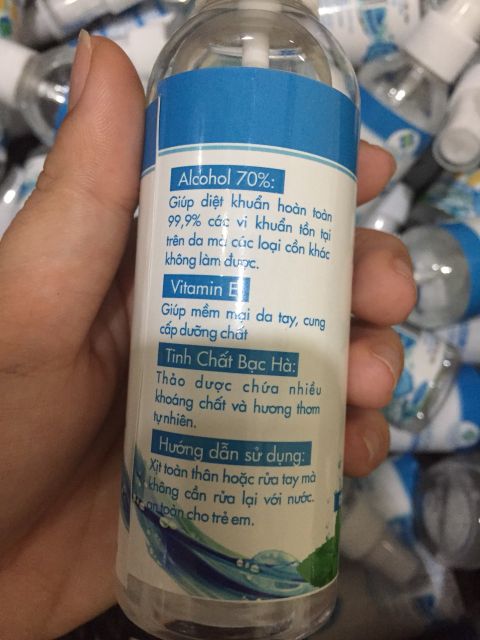 Alcohol 70%:
Giúp diệt khuẩn hoàn toàn
99,9% các vi khuẩn tồn tại
trên da mà các loại cồn khác
không làm được.
Vitamin E
Giúp mềm mại da tay, cung
cấp dưỡng chất
Tinh Chất Bạc Hà:
Thảo dược chứa nhiều
khoáng chất và hương thơm
tự nhiên.
Hướng dẫn sử dụng:
Xịt toàn thân hoặc rửa tay mà
không cần rửa lại với nước.
an toàn cho trẻ em.